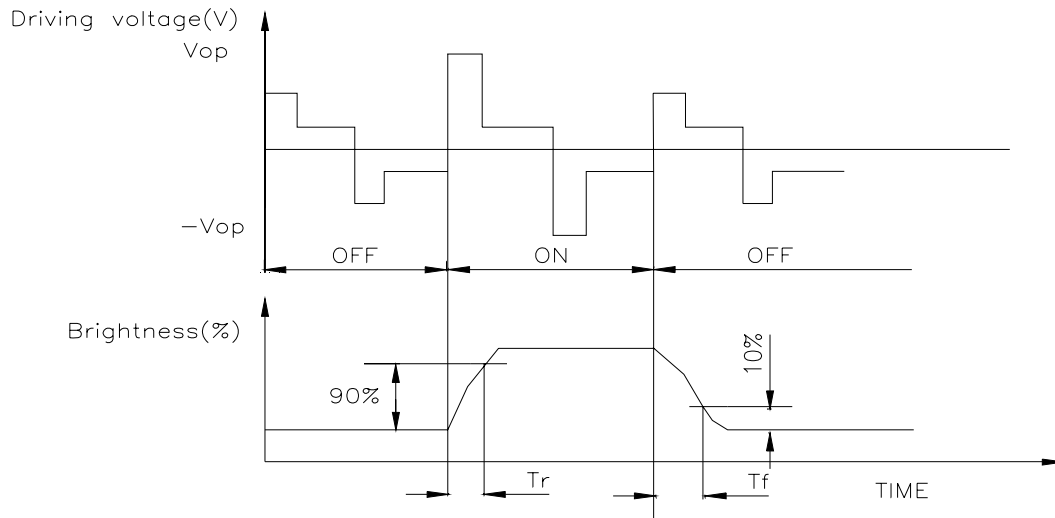 Driving voltage(V)
Vop
−Vop
OFF
ON
OFF
Brightness(%)
90%
10%
Tr
Tf
TIME